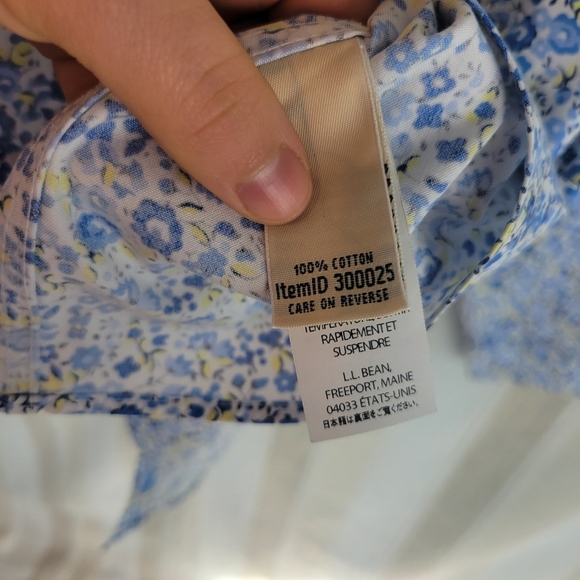 100% COTTON
ItemID 300025
CARE ON REVERSE
RAPIDEMENT ET
SUSPENDRE
L.L. BEAN,
FREEPORT, MAINE
04033 ÉTATS-UNIS
日本語は裏面をご覧ください。